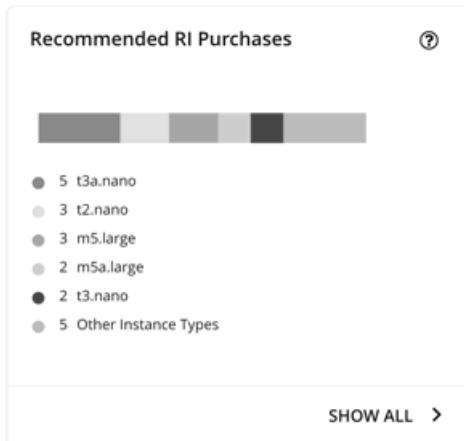 Recommended RI Purchases
5 t3a.nano
3 t2.nano
3 m5.large
2 m5a.large
2 t3.nano
5 Other Instance Types
SHOW ALL